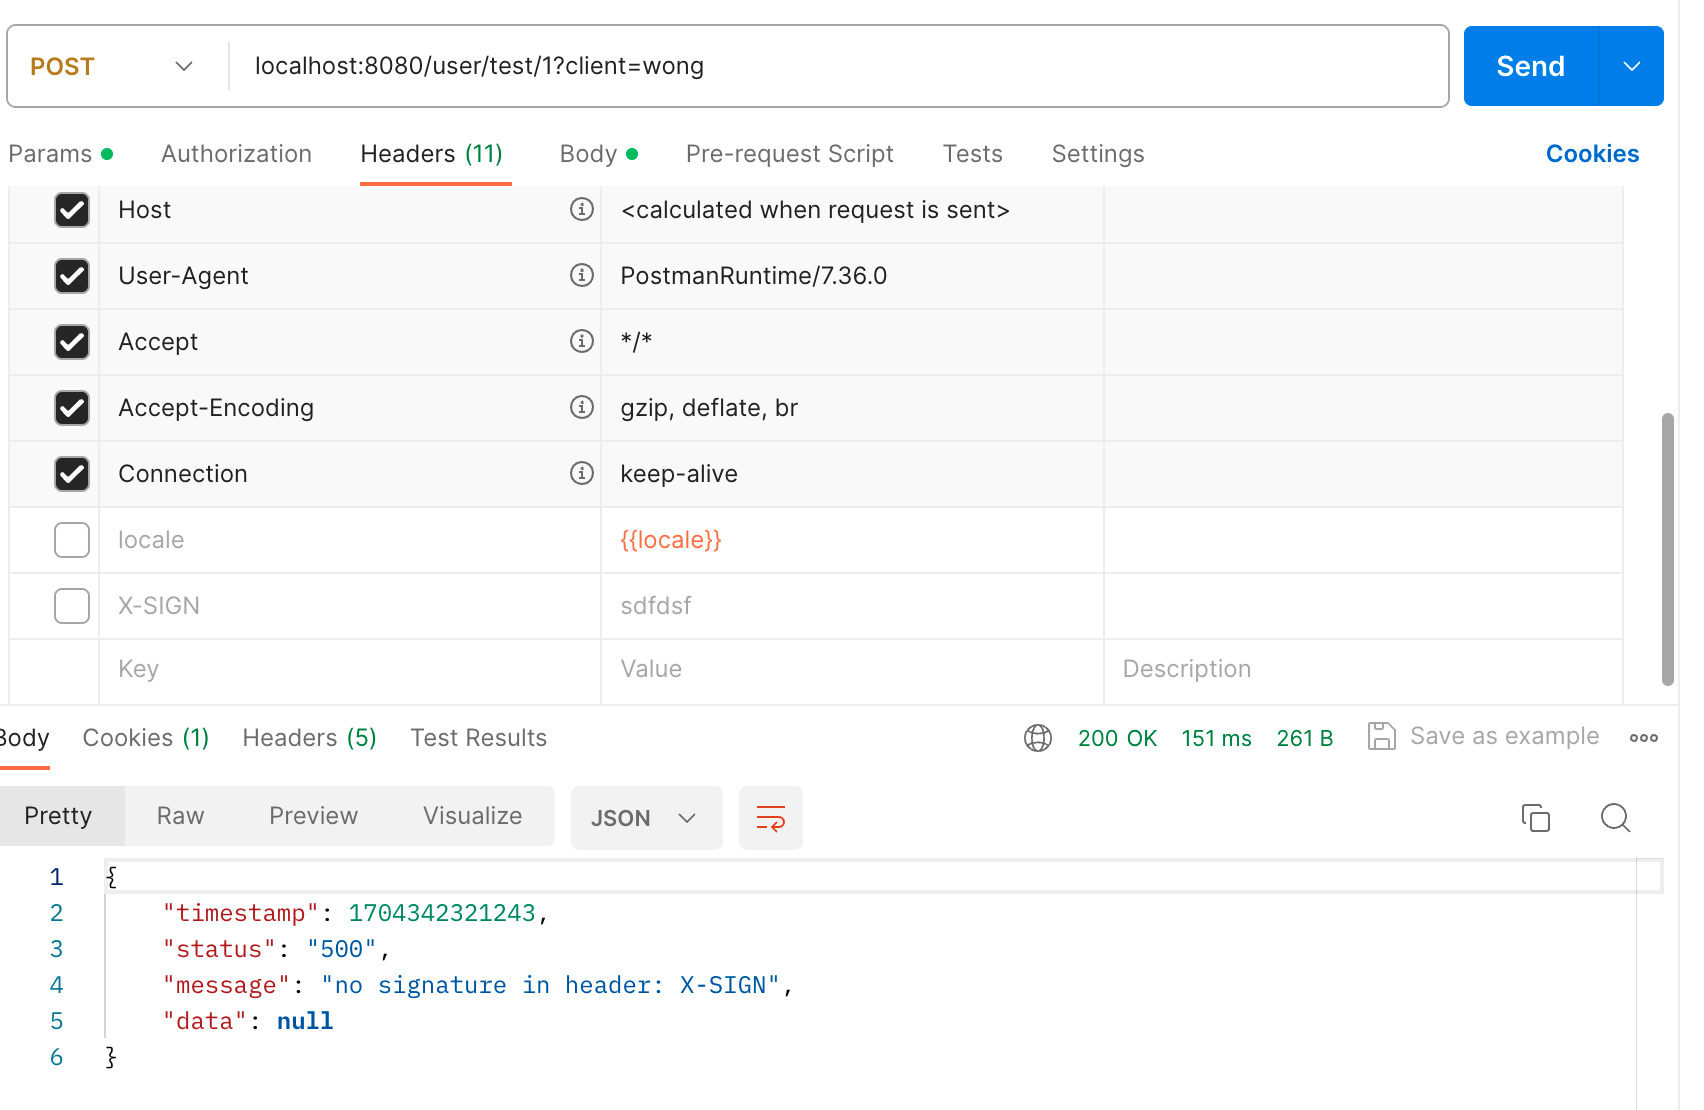 POST localhost:8080/user/test/1?client=wong Send
Params Authorization Headers (11) Body Pre-request Script Tests Settings Cookies
Host <calculated when request is sent>
User-Agent PostmanRuntime/7.36.0
Accept */*
Accept-Encoding gzip, deflate, br
Connection keep-alive
locale {{locale}}
X-SIGN sdfdsf
Key Value Description
Body Cookies (1) Headers (5) Test Results 200 OK 151 ms 261 B Save as example
Pretty Raw Preview Visualize JSON
1 {
2 "timestamp": 1704342321243,
3 "status": "500",
4 "message": "no signature in header: X-SIGN",
5 "data": null
6 }